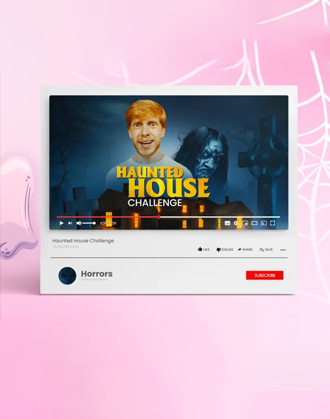 HAUNTED
HOUSE
CHALLENGE
Haunted House Challenge
LIKE DISLIKE SHARE SAVE
Horrors
SUBSCRIBE